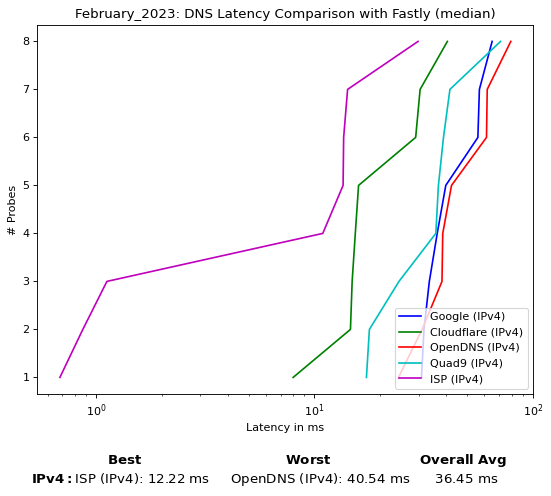 February_2023: DNS Latency Comparison with Fastly (median)
8
7
6
5
4
3
2
1
# Probes
Google (IPv4)
Cloudflare (IPv4)
OpenDNS (IPv4)
Quad9 (IPv4)
ISP (IPv4)
10⁰ 10¹ 10²
Latency in ms
Best Worst Overall Avg
IPv4: ISP (IPv4): 12.22 ms OpenDNS (IPv4): 40.54 ms 36.45 ms